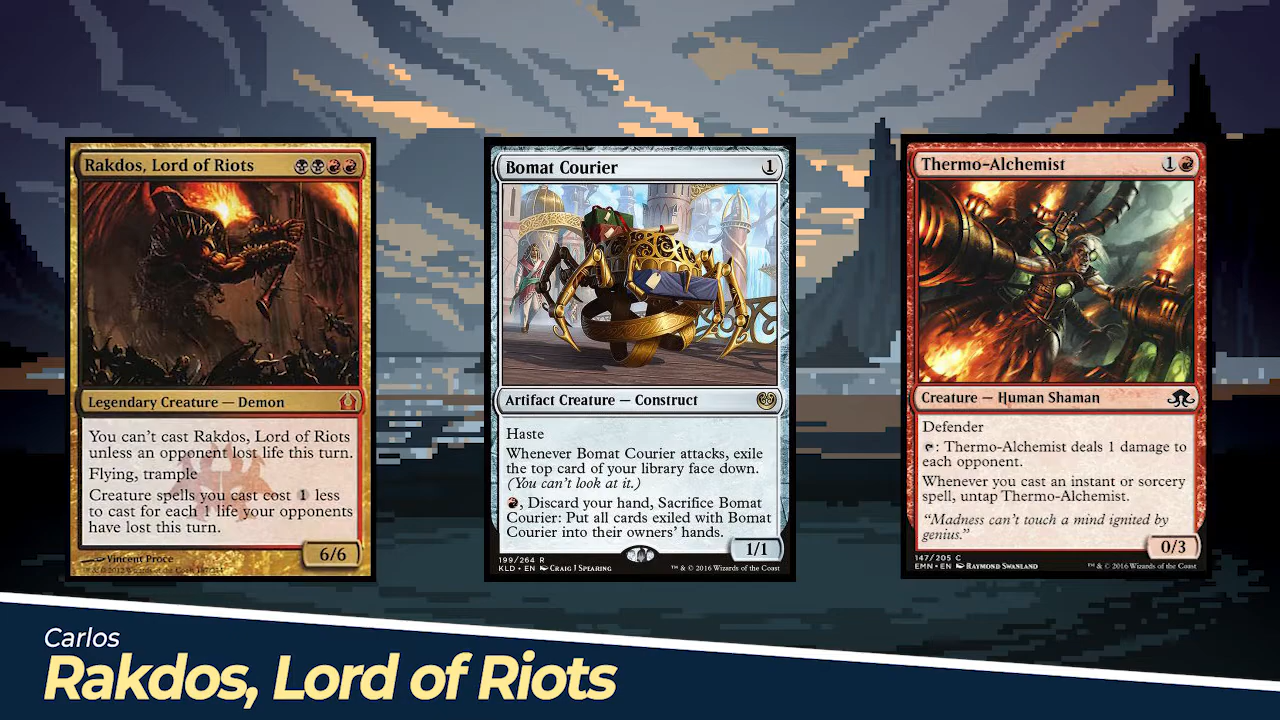 Rakdos, Lord of Riots
Legendary Creature — Demon
You can't cast Rakdos, Lord of Riots
unless an opponent lost life this turn.
Flying, trample
Creature spells you cast cost 1 less
to cast for each 1 life your opponents
have lost this turn.
Vincent Proce
6/6
Bomat Courier 1
Artifact Creature — Construct
Haste
Whenever Bomat Courier attacks, exile
the top card of your library face down.
(You can't look at it.)
, Discard your hand, Sacrifice Bomat
Courier: Put all cards exiled with Bomat
Courier into their owners' hands.
1/1
199/264 R
KLD • EN Craig J Spearing ™ & © 2016 Wizards of the Coast
Thermo-Alchemist 1
Creature — Human Shaman
Defender
: Thermo-Alchemist deals 1 damage to
each opponent.
Whenever you cast an instant or sorcery
spell, untap Thermo-Alchemist.
“Madness can't touch a mind ignited by
genius.”
0/3
147/205 C
EMN • EN Raymond Swanland ™ & © 2016 Wizards of the Coast
Carlos
Rakdos, Lord of Riots